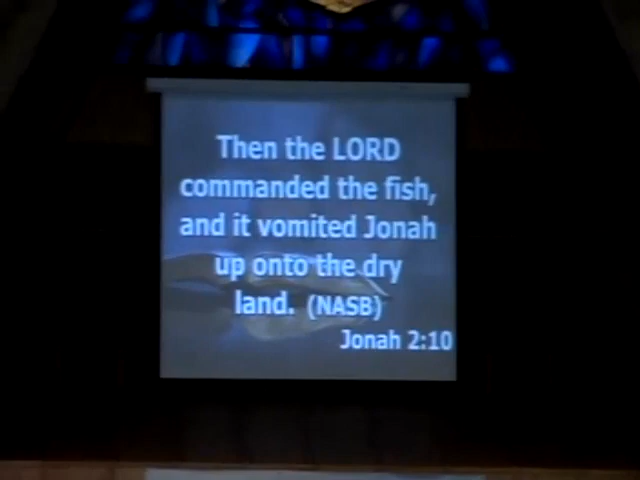 Then the LORD
commanded the fish,
and it vomited Jonah
up onto the dry
land. (NASB)
Jonah 2:10